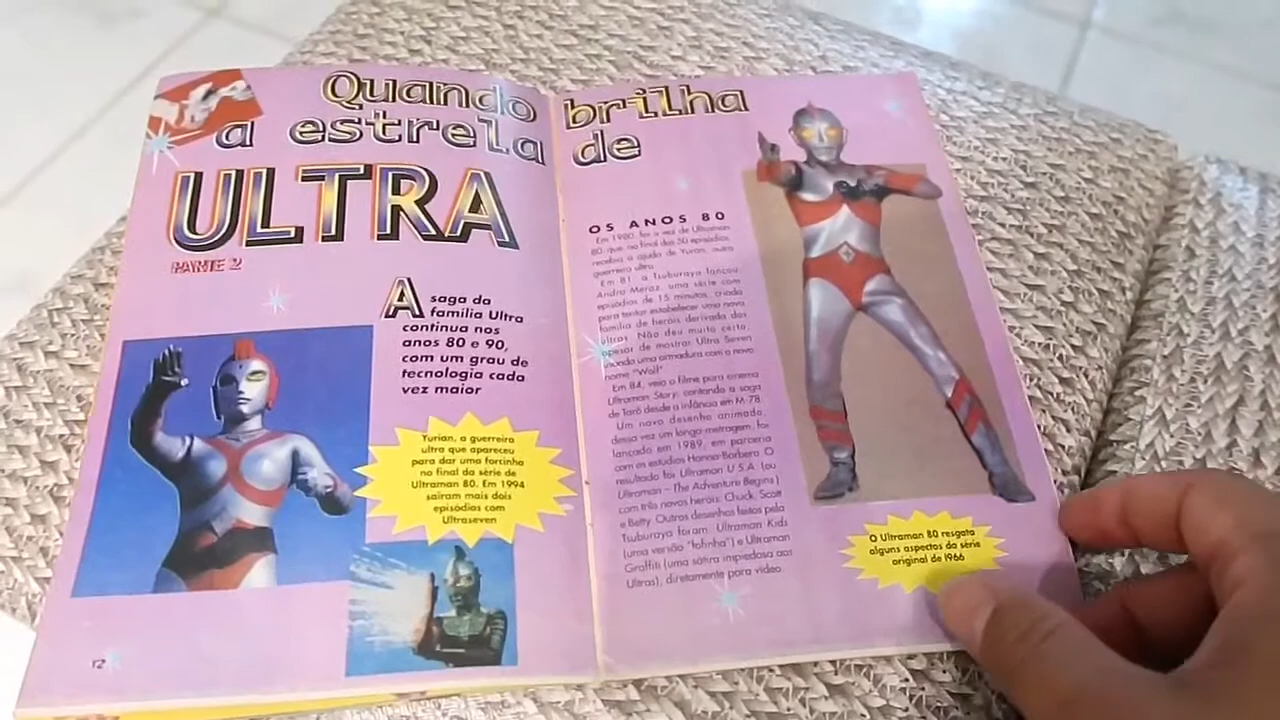 Quando brilha
a estrela de
ULTRA
PARTE 2
A saga da
família Ultra
continua nos
anos 80 e 90,
com um grau de
tecnologia cada
vez maior
Yurian, a guerreira
ultra que apareceu
para dar uma forcinha
no final da série de
Ultraman 80. Em 1994
saíram mais dois
episódios com
Ultraseven
12
OS ANOS 80
Em 1980, foi a vez de Ultraman
80, que, no final dos 50 episódios,
recebia a ajuda de Yurian, outra
guerreira ultra.
Em 81, a Tsuburaya lançou
Andro Meroz, uma série com
episódios de 15 minutos, criada
para tentar estabelecer uma nova
família de heróis derivada dos
ultras. Não deu muito certo,
apesar de mostrar Ultra Seven
usando uma armadura com o novo
nome "Wolf".
Em 84, veio o filme para cinema
Ultraman Story, contando a saga
de Tarô desde a infância em M-78.
Um novo desenho animado,
dessa vez um longa-metragem, foi
lançado em 1989, em parceria
com os estúdios Hanna-Barbera. O
resultado foi Ultraman U.S.A. (ou
Ultraman – The Adventure Begins)
com três novos heróis: Chuck, Scott
e Betty. Outros desenhos feitos pela
Tsuburaya foram: Ultraman Kids
(uma versão "fofinha") e Ultraman
Graffiti (uma sátira impiedosa aos
Ultras), diretamente para vídeo.
O Ultraman 80 resgata
alguns aspectos da série
original de 1966